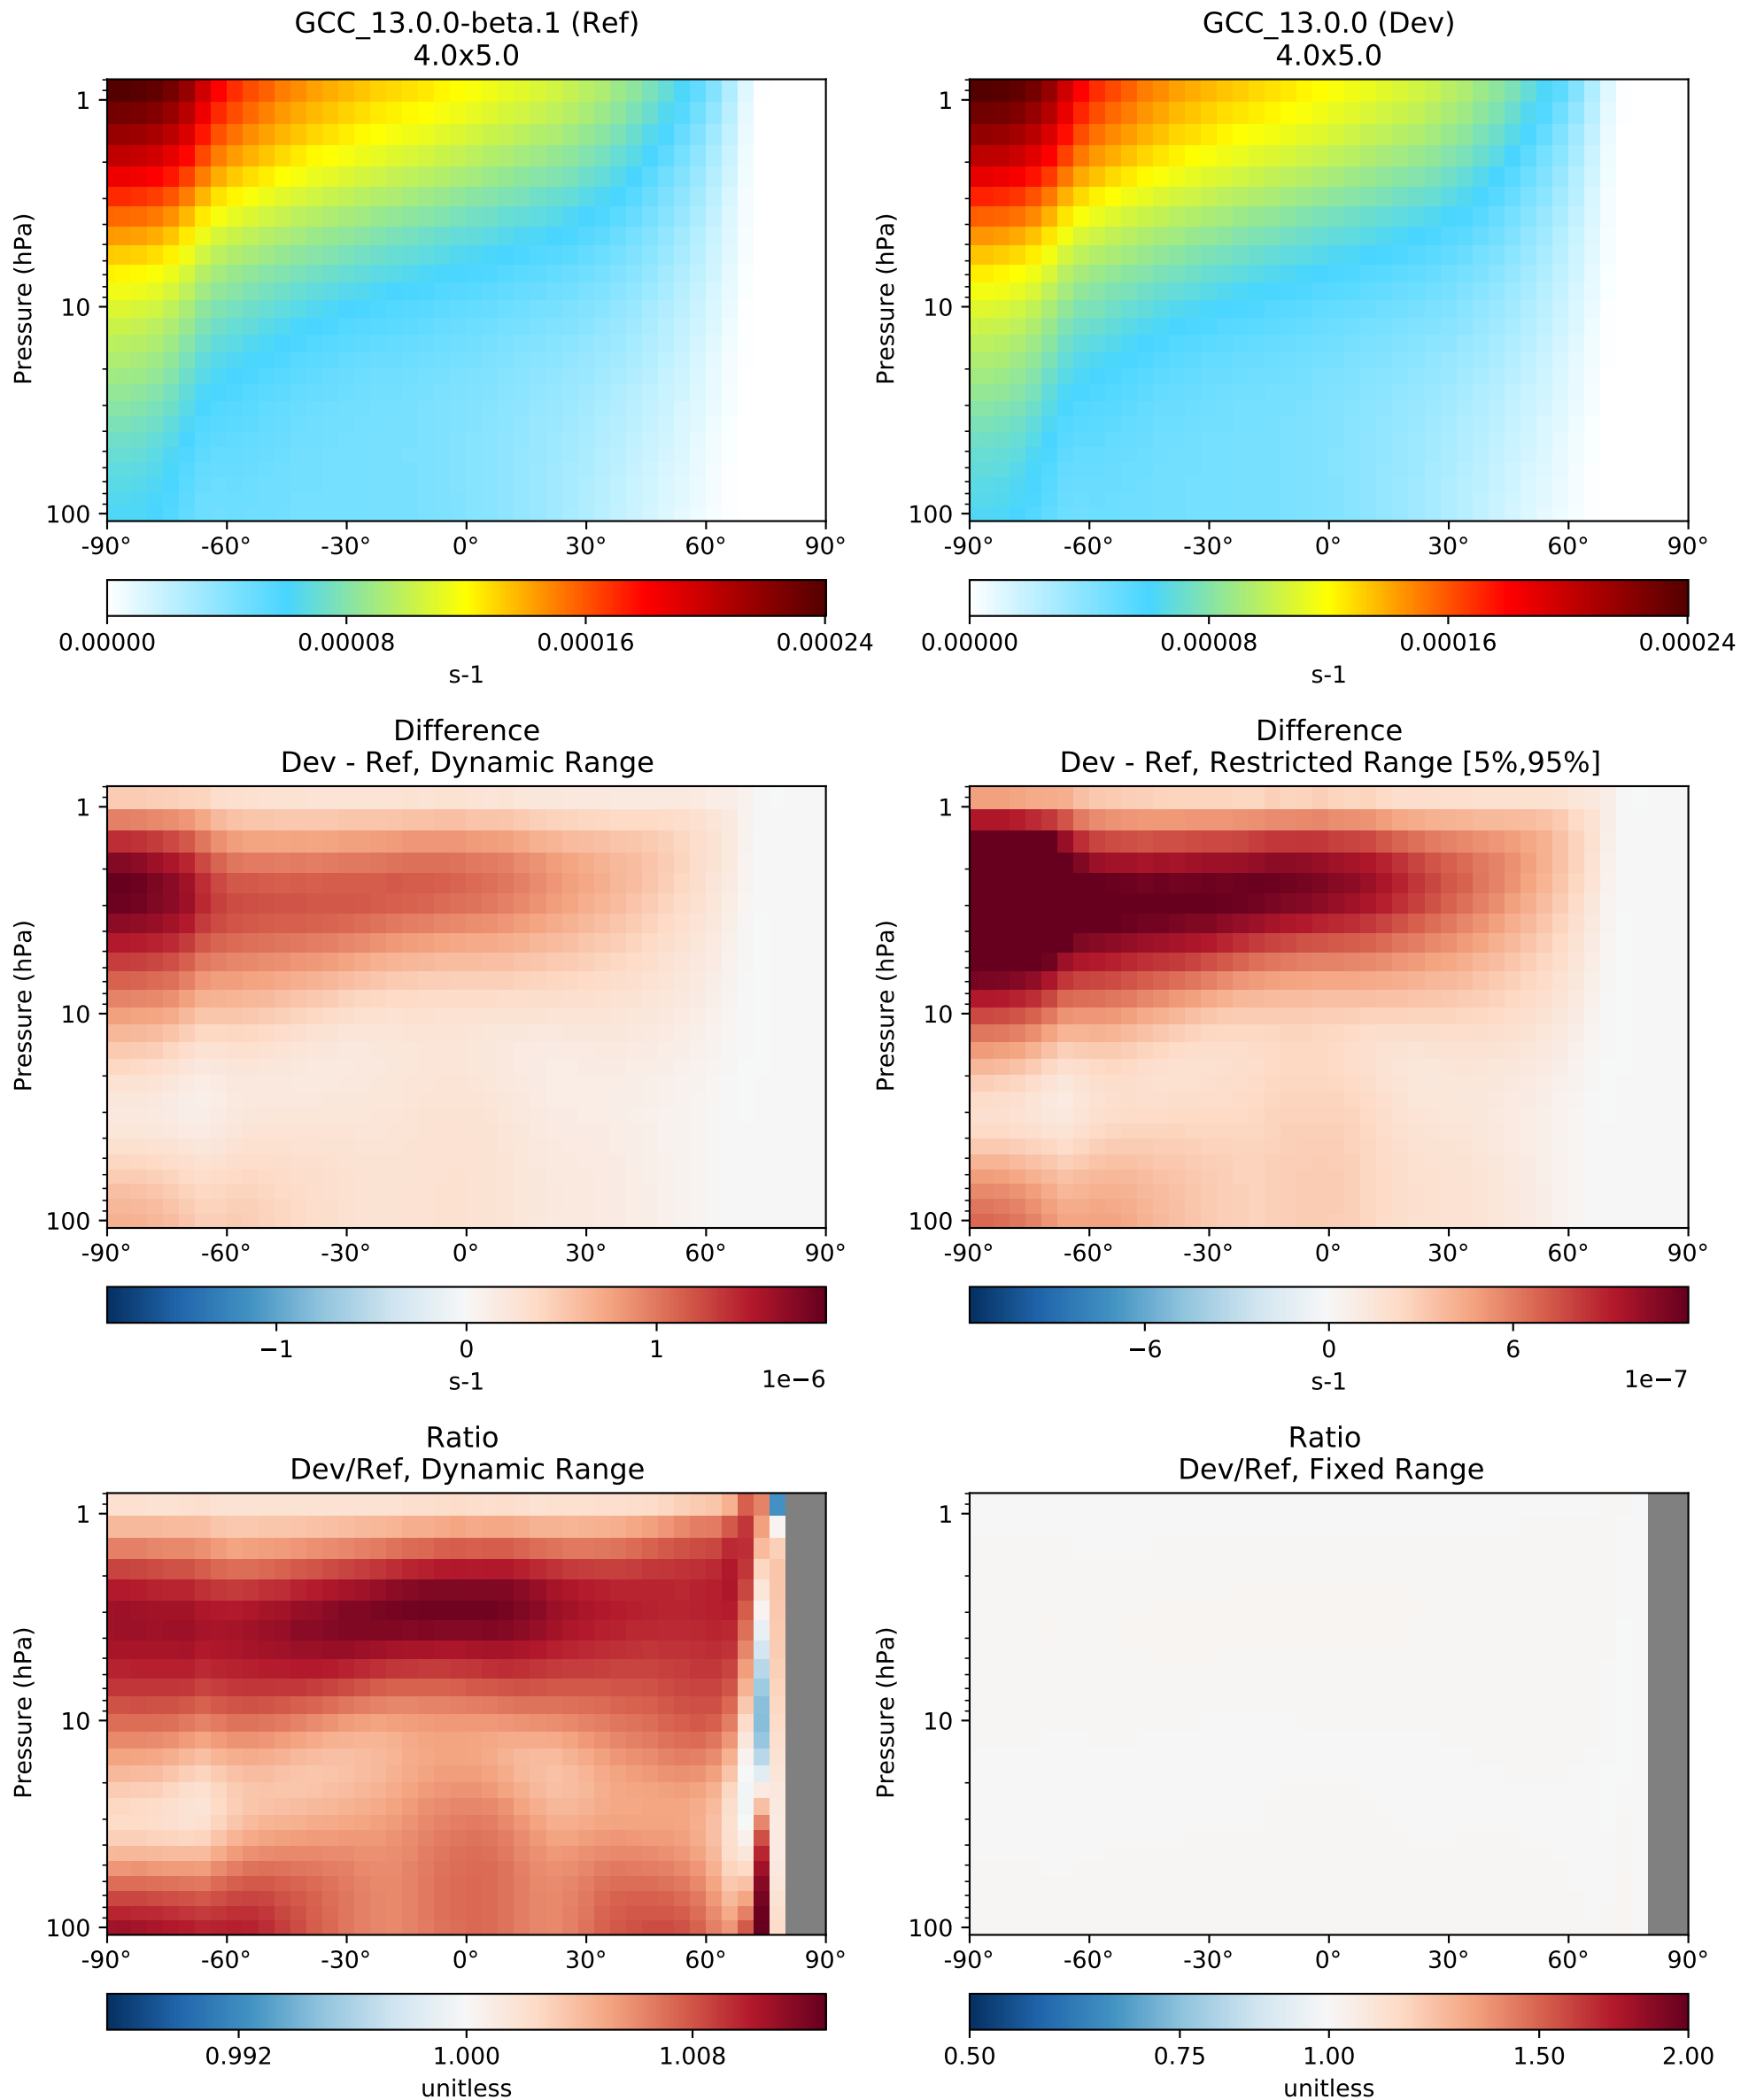 GCC_13.0.0-beta.1 (Ref)
4.0x5.0
Pressure (hPa)
1
10
100
-90° -60° -30° 0° 30° 60° 90°
0.00000 0.00008 0.00016 0.00024
s-1
GCC_13.0.0 (Dev)
4.0x5.0
Pressure (hPa)
1
10
100
-90° -60° -30° 0° 30° 60° 90°
0.00000 0.00008 0.00016 0.00024
s-1
Difference
Dev - Ref, Dynamic Range
Pressure (hPa)
1
10
100
-90° -60° -30° 0° 30° 60° 90°
−1 0 1
s-1 1e−6
Difference
Dev - Ref, Restricted Range [5%,95%]
Pressure (hPa)
1
10
100
-90° -60° -30° 0° 30° 60° 90°
−6 0 6
s-1 1e−7
Ratio
Dev/Ref, Dynamic Range
Pressure (hPa)
1
10
100
-90° -60° -30° 0° 30° 60° 90°
0.992 1.000 1.008
unitless
Ratio
Dev/Ref, Fixed Range
Pressure (hPa)
1
10
100
-90° -60° -30° 0° 30° 60° 90°
0.50 0.75 1.00 1.50 2.00
unitless